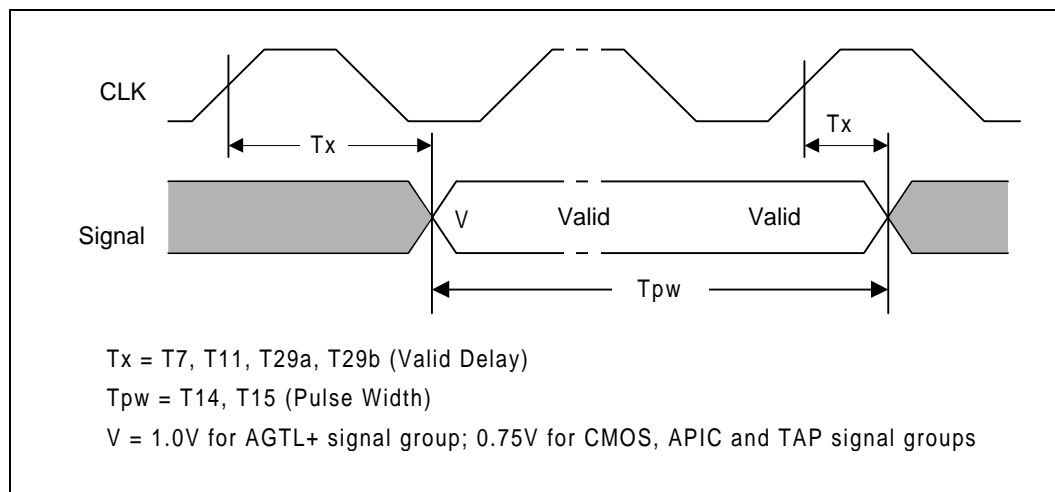 CLK
Tx
Tx
Signal
V
Valid
Valid
Tpw
Tx = T7, T11, T29a, T29b (Valid Delay)
Tpw = T14, T15 (Pulse Width)
V = 1.0V for AGTL+ signal group; 0.75V for CMOS, APIC and TAP signal groups